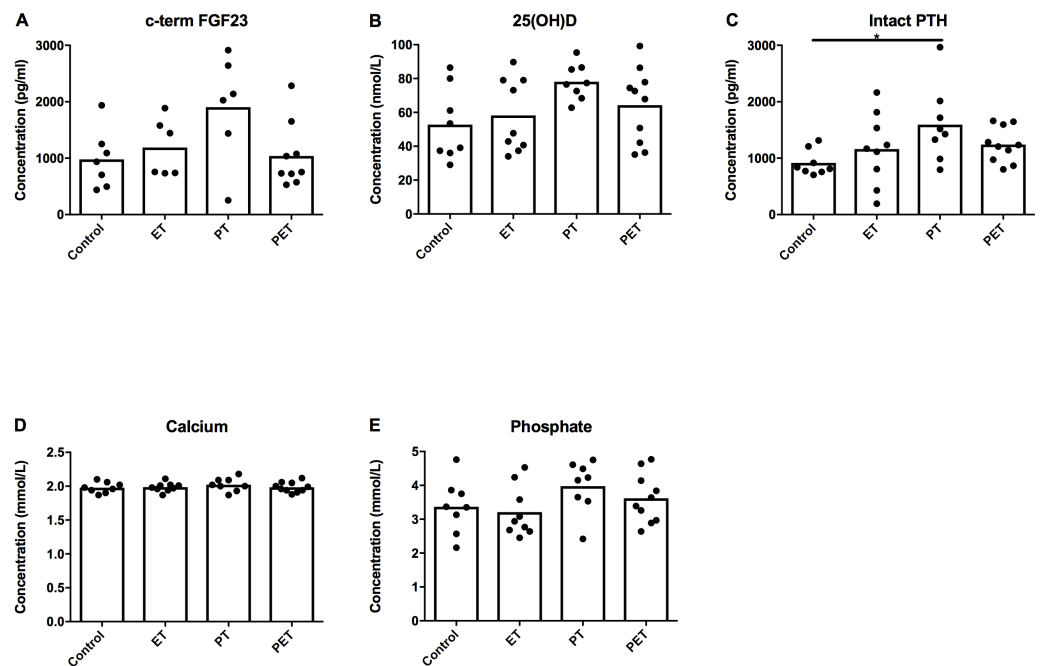 A
c-term FGF23
Concentration (pg/ml)
3000
2000
1000
0
Control
ET
PT
PET
B
25(OH)D
Concentration (nmol/L)
100
80
60
40
20
0
Control
ET
PT
PET
C
Intact PTH
*
Concentration (pg/ml)
3000
2000
1000
0
Control
ET
PT
PET
D
Calcium
Concentration (mmol/L)
2.5
2.0
1.5
1.0
0.5
0.0
Control
ET
PT
PET
E
Phosphate
Concentration (mmol/L)
5
4
3
2
1
0
Control
ET
PT
PET